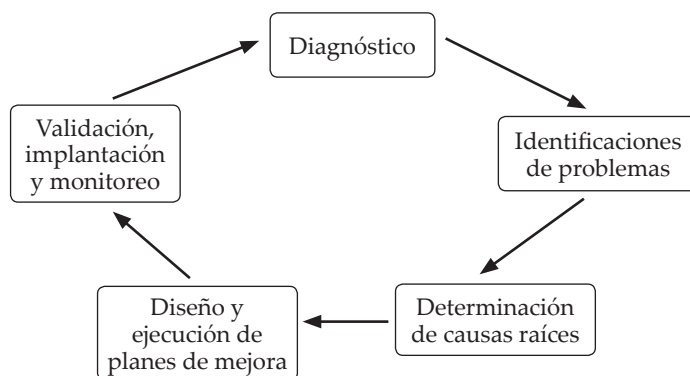 Diagnóstico
Identificaciones
de problemas
Determinación
de causas raíces
Diseño y
ejecución de
planes de mejora
Validación,
implantación
y monitoreo